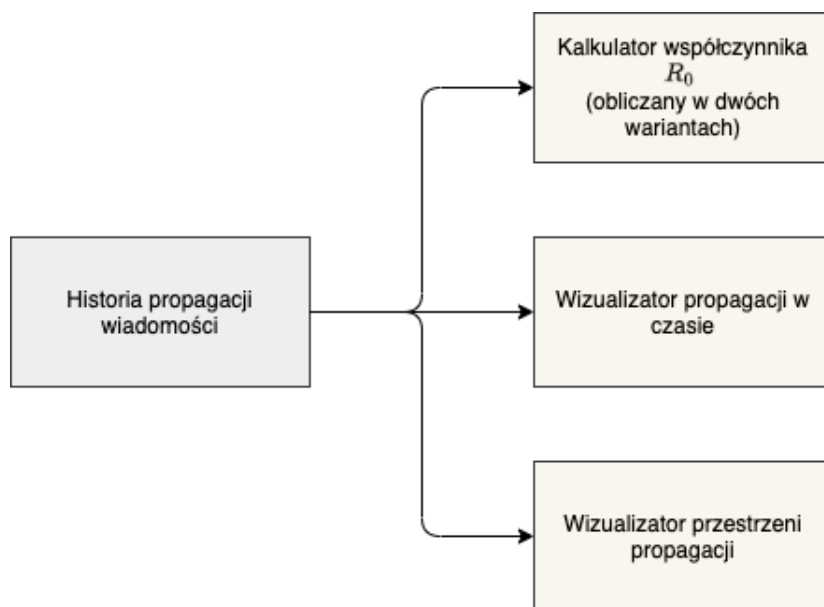 Kalkulator współczynnika
R₀
(obliczany w dwóch
wariantach)
Historia propagacji
wiadomości
Wizualizator propagacji w
czasie
Wizualizator przestrzeni
propagacji